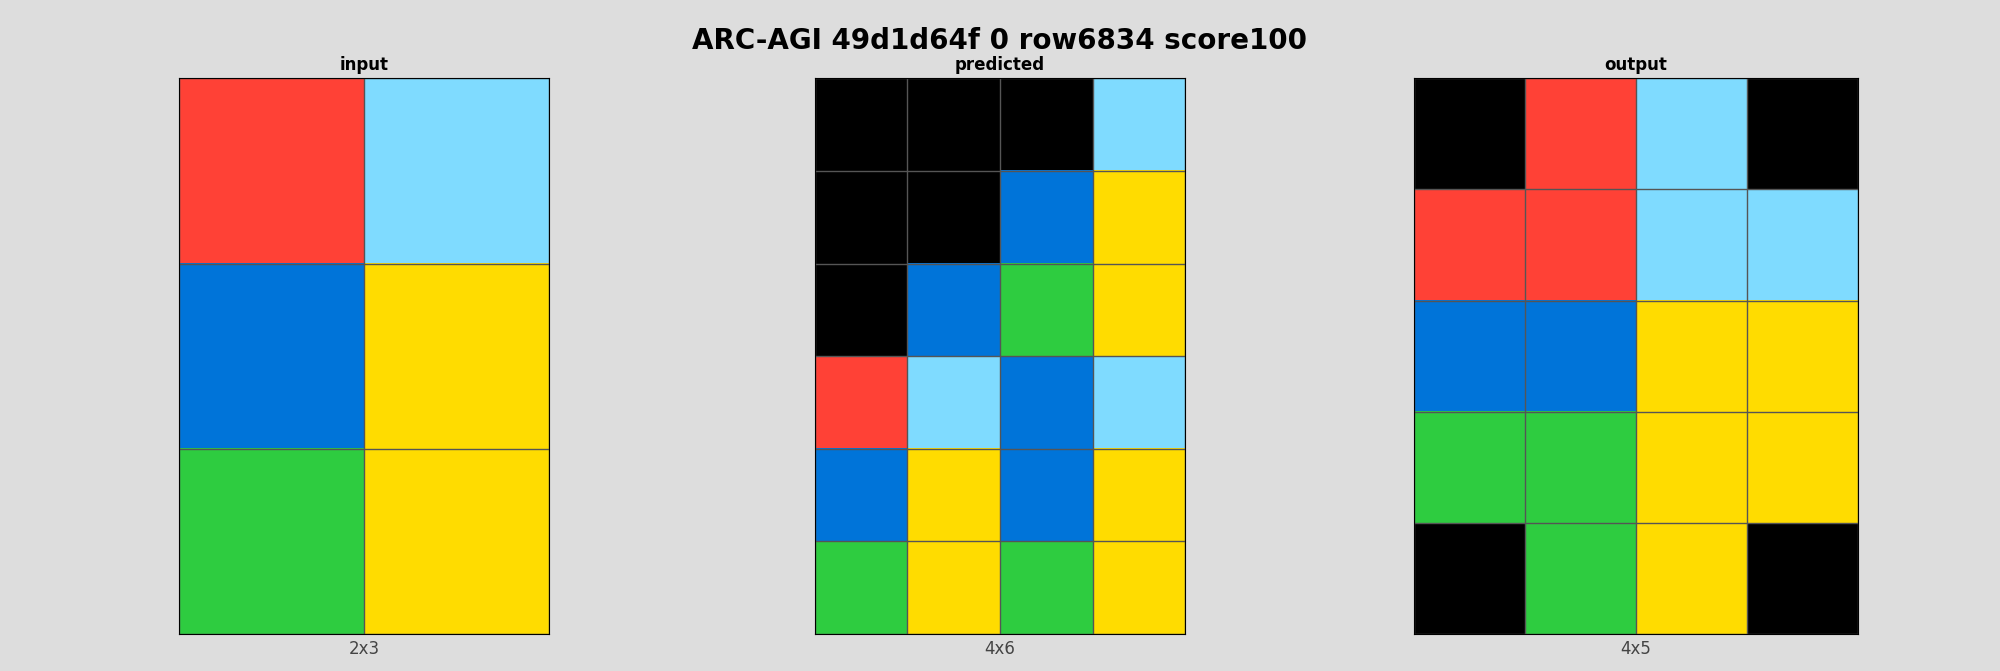 ARC-AGI 49d1d64f 0 row6834 score100
input
predicted
output
2x3
4x6
4x5